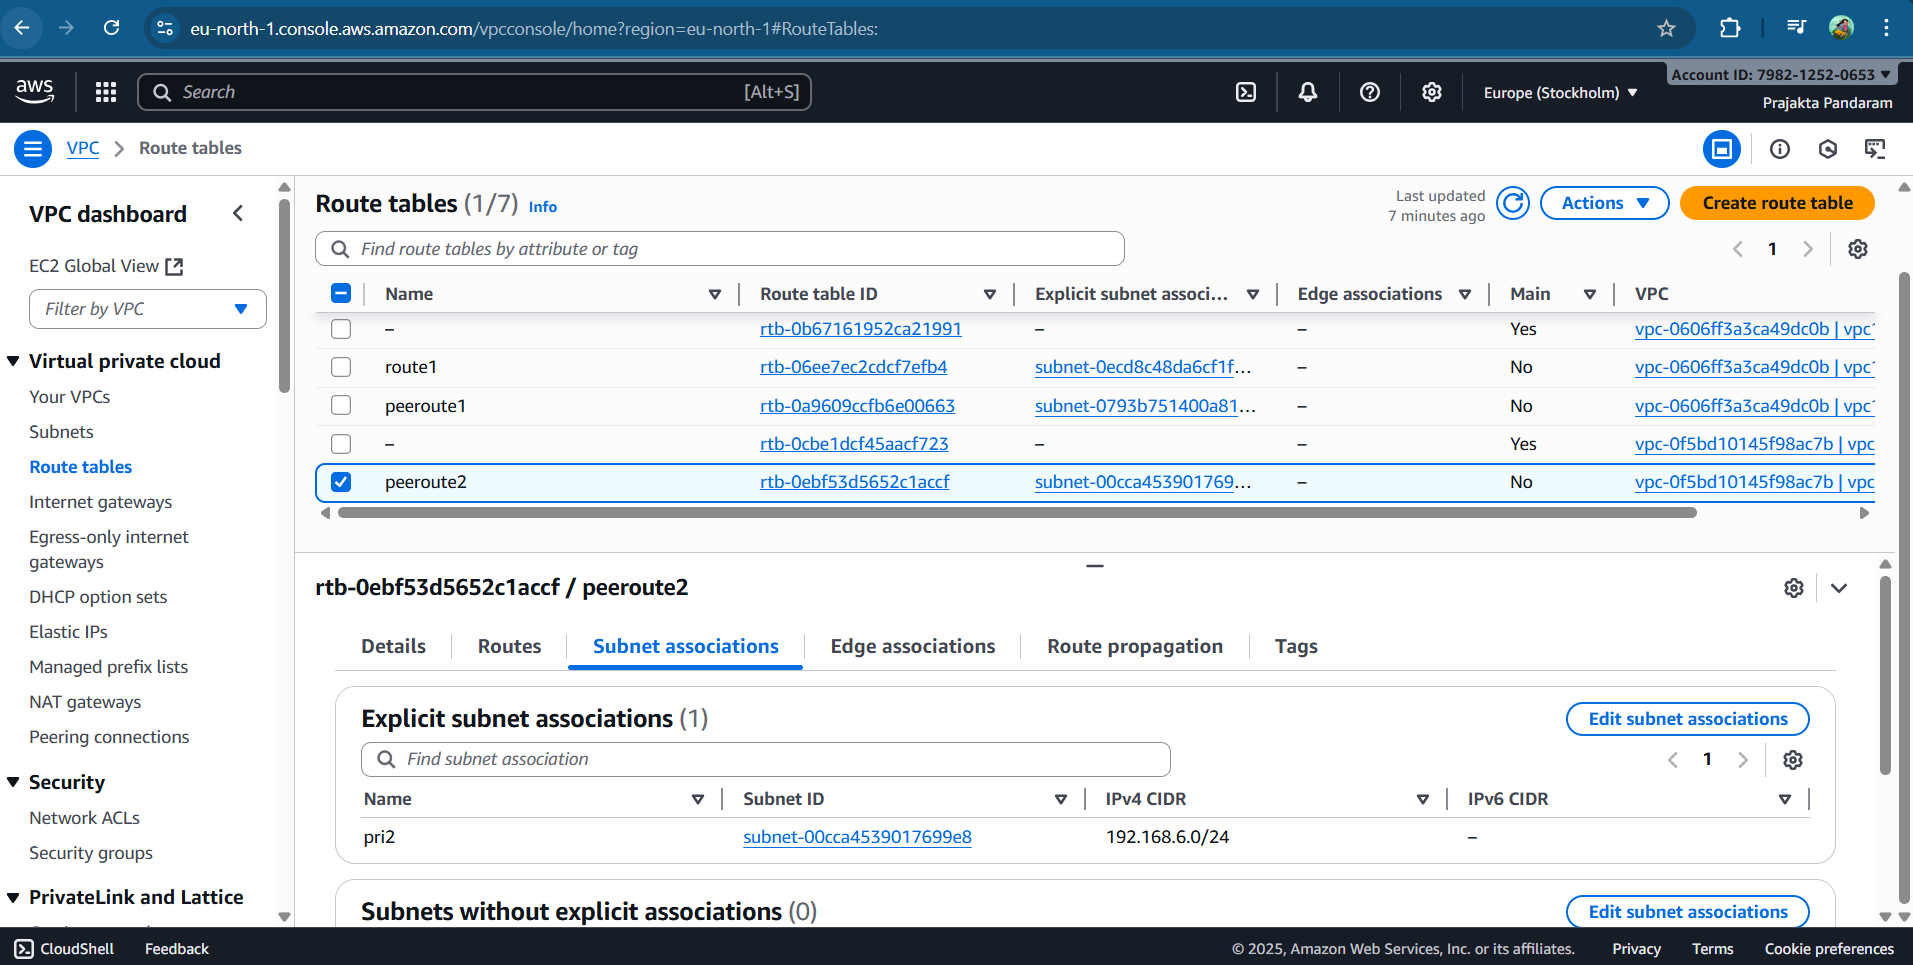 eu-north-1.console.aws.amazon.com/vpcconsole/home?region=eu-north-1#RouteTables:
aws
Search
[Alt+S]
Europe (Stockholm)
Account ID: 7982-1252-0653
Prajakta Pandaram
VPC
Route tables
VPC dashboard
EC2 Global View
Filter by VPC
Virtual private cloud
Your VPCs
Subnets
Route tables
Internet gateways
Egress-only internet
gateways
DHCP option sets
Elastic IPs
Managed prefix lists
NAT gateways
Peering connections
Security
Network ACLs
Security groups
PrivateLink and Lattice
Route tables (1/7) Info
Last updated
7 minutes ago
Actions
Create route table
Find route tables by attribute or tag
1
Name Route table ID Explicit subnet associ... Edge associations Main VPC
– rtb-0b67161952ca21991 – – Yes vpc-0606ff3a3ca49dc0b | vpc1
route1 rtb-06ee7ec2cdcf7efb4 subnet-0ecd8c48da6cf1f... – No vpc-0606ff3a3ca49dc0b | vpc1
peeroute1 rtb-0a9609ccfb6e00663 subnet-0793b751400a81... – No vpc-0606ff3a3ca49dc0b | vpc1
– rtb-0cbe1dcf45aacf723 – – Yes vpc-0f5bd10145f98ac7b | vpc
peeroute2 rtb-0ebf53d5652c1accf subnet-00cca453901769... – No vpc-0f5bd10145f98ac7b | vpc
rtb-0ebf53d5652c1accf / peeroute2
Details Routes Subnet associations Edge associations Route propagation Tags
Explicit subnet associations (1)
Edit subnet associations
Find subnet association
1
Name Subnet ID IPv4 CIDR IPv6 CIDR
pri2 subnet-00cca4539017699e8 192.168.6.0/24 –
Subnets without explicit associations (0)
Edit subnet associations
CloudShell Feedback
© 2025, Amazon Web Services, Inc. or its affiliates. Privacy Terms Cookie preferences